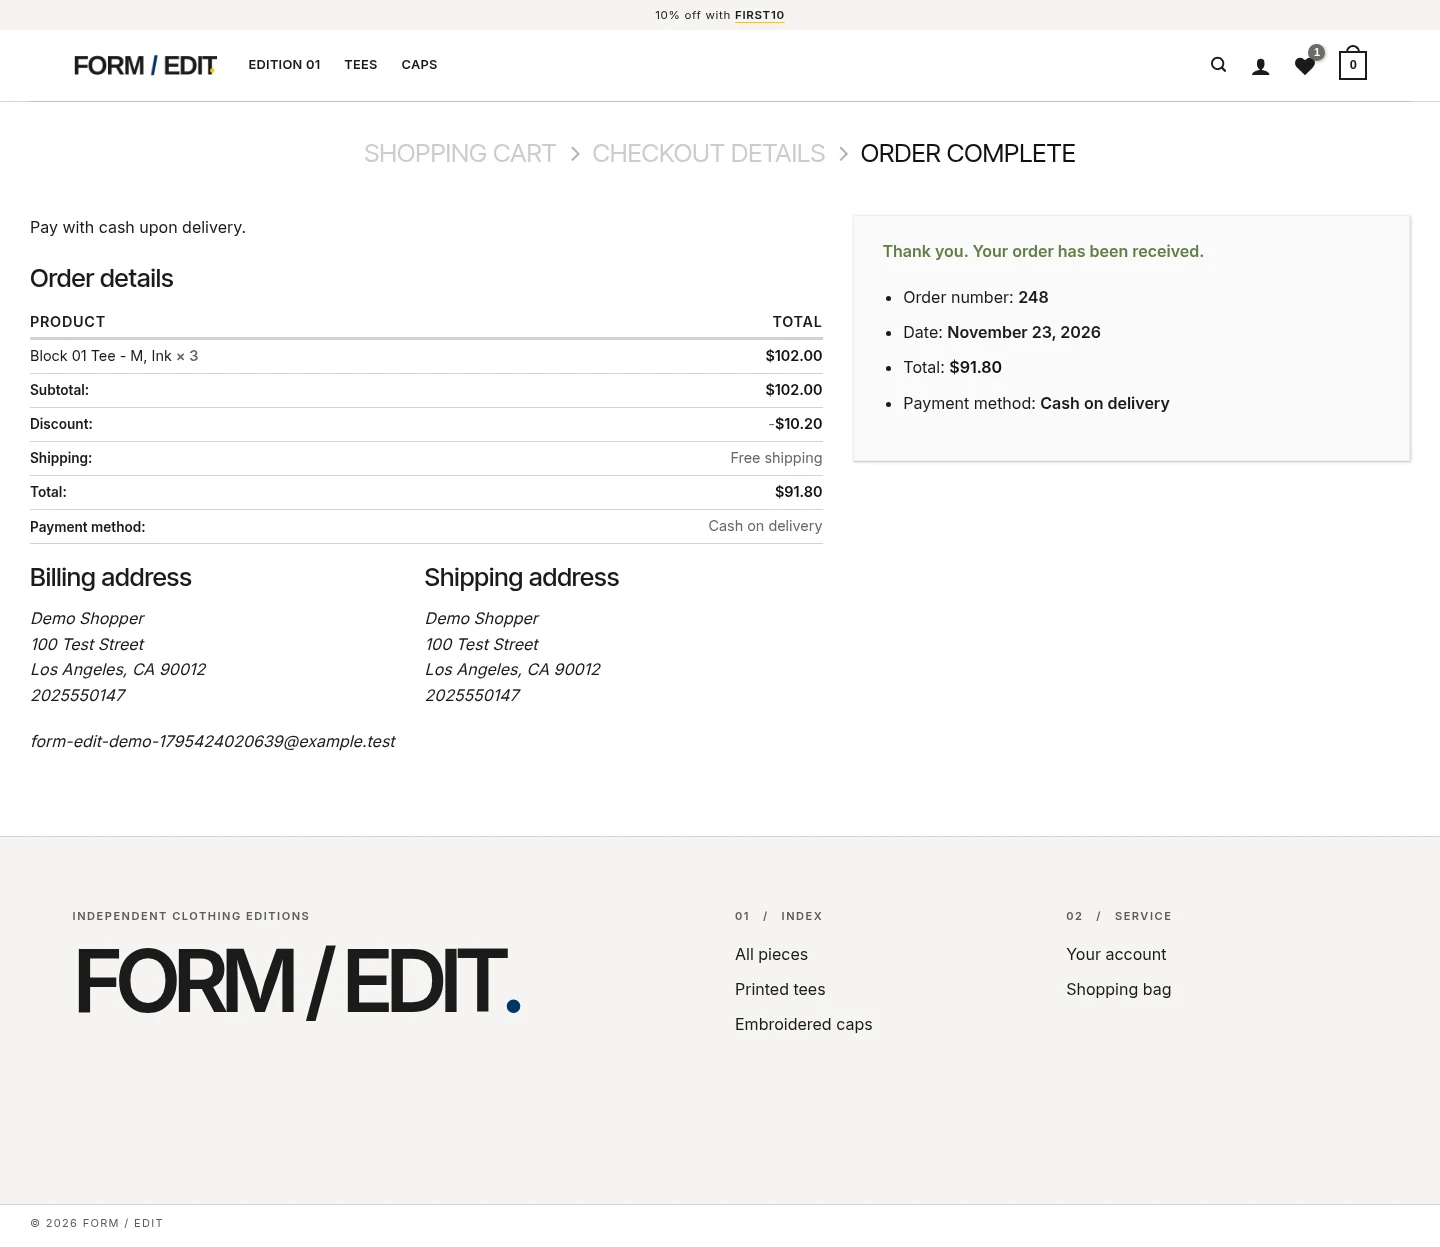 10% off with FIRST10
FORM / EDIT EDITION 01 TEES CAPS 1 0
SHOPPING CART > CHECKOUT DETAILS > ORDER COMPLETE
Pay with cash upon delivery.
Order details
PRODUCT TOTAL
Block 01 Tee - M, Ink × 3 $102.00
Subtotal: $102.00
Discount: -$10.20
Shipping: Free shipping
Total: $91.80
Payment method: Cash on delivery
Billing address
Demo Shopper
100 Test Street
Los Angeles, CA 90012
2025550147
form-edit-demo-1795424020639@example.test
Shipping address
Demo Shopper
100 Test Street
Los Angeles, CA 90012
2025550147
Thank you. Your order has been received.
Order number: 248
Date: November 23, 2026
Total: $91.80
Payment method: Cash on delivery
INDEPENDENT CLOTHING EDITIONS
FORM / EDIT.
01 / INDEX
All pieces
Printed tees
Embroidered caps
02 / SERVICE
Your account
Shopping bag
© 2026 FORM / EDIT